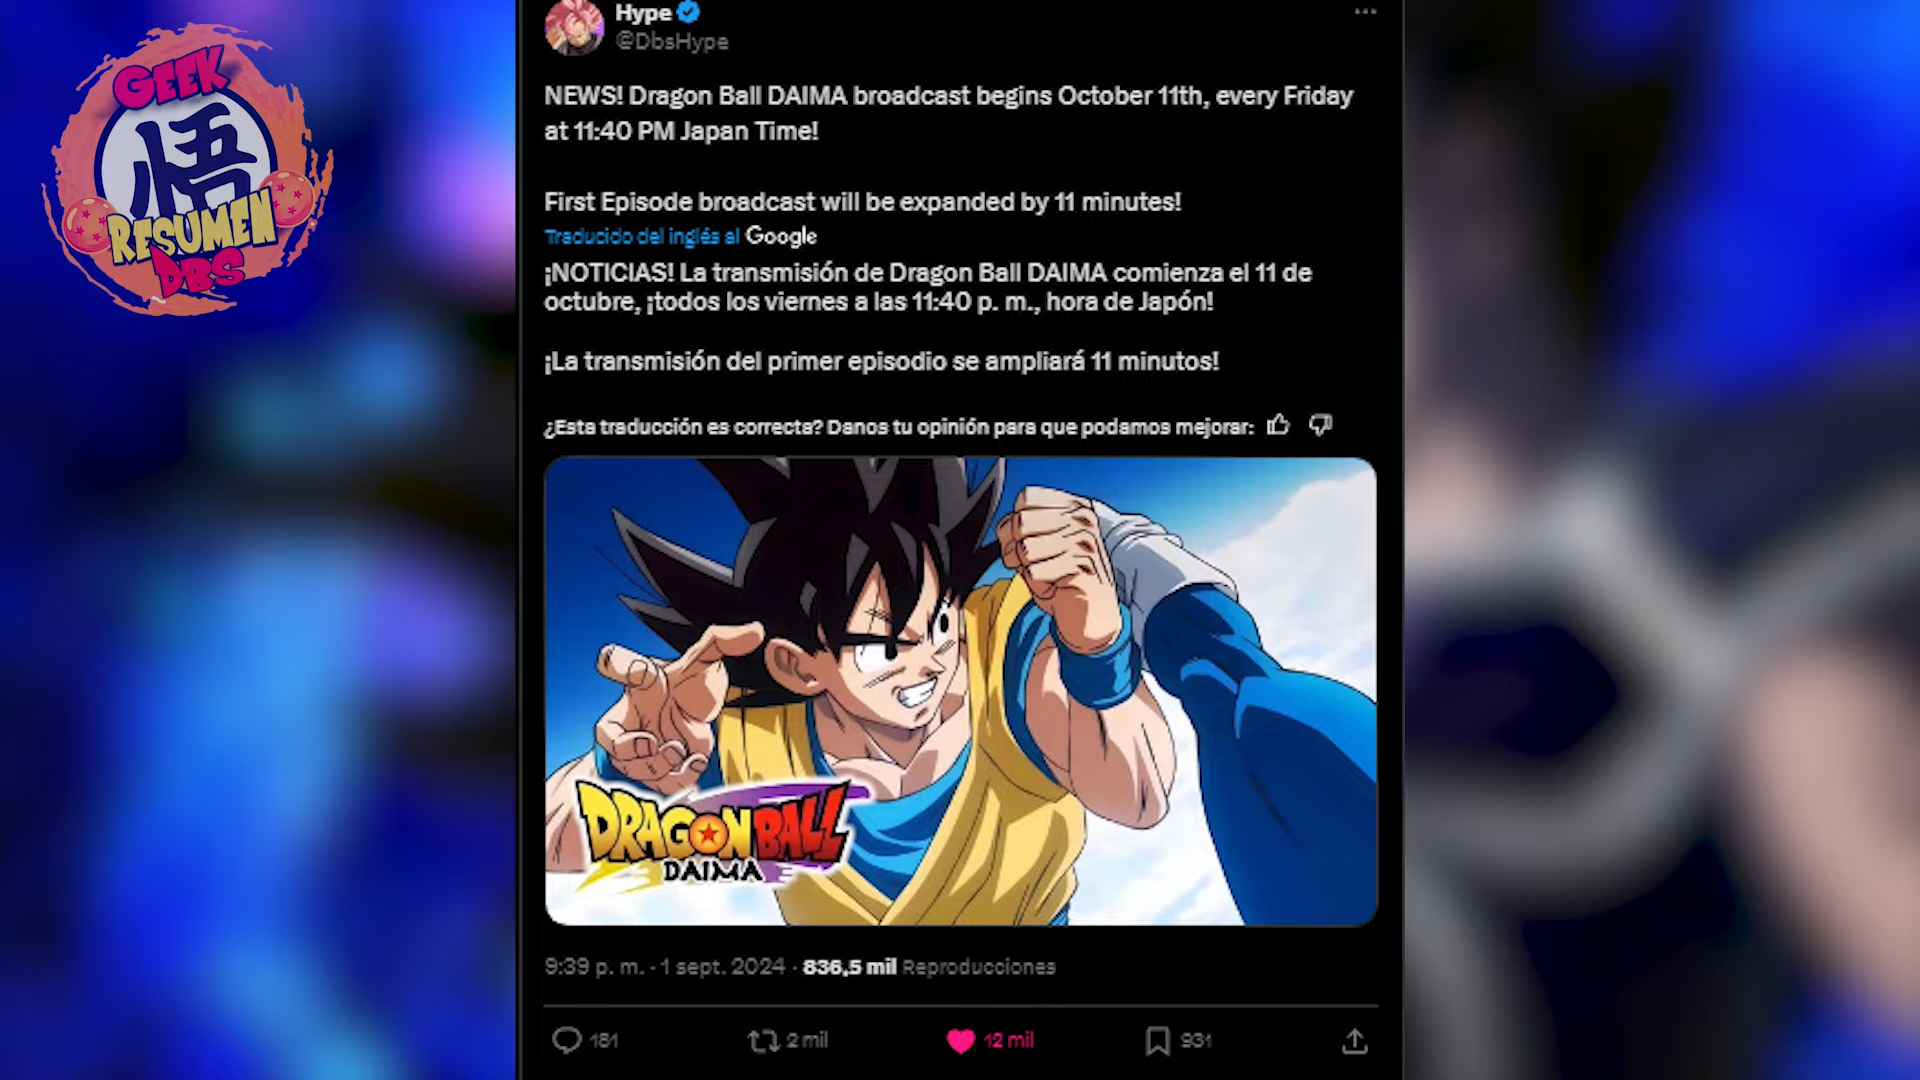 GEEK
悟
RESUMEN
DBS
Hype
@DbsHype
NEWS! Dragon Ball DAIMA broadcast begins October 11th, every Friday
at 11:40 PM Japan Time!
First Episode broadcast will be expanded by 11 minutes!
Traducido del inglés al Google
¡NOTICIAS! La transmisión de Dragon Ball DAIMA comienza el 11 de
octubre, ¡todos los viernes a las 11:40 p. m., hora de Japón!
¡La transmisión del primer episodio se ampliará 11 minutos!
¿Esta traducción es correcta? Danos tu opinión para que podamos mejorar:
DRAGON BALL
DAIMA
9:39 p. m. · 1 sept. 2024 · 836,5 mil Reproducciones
181 2 mil 12 mil 931